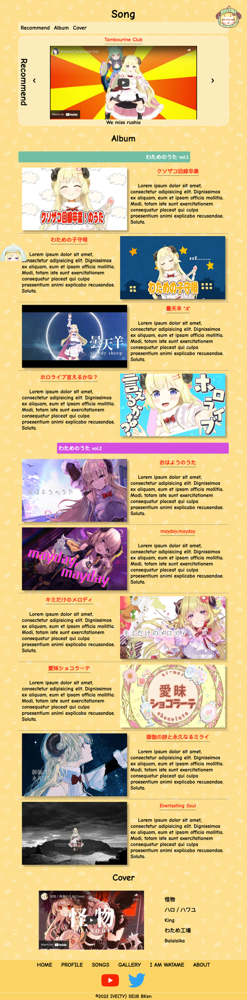 Song
Recommend Album Cover
Tambourine Club
[Hololive] Tambourine Club
Recommend
‹
›
Watch on YouTube
We miss rushia
Album
わためのうた vol.1
クソザコ回線卒業
クソザコ回線卒業!のうた
Lorem ipsum dolor sit amet,
consectetur adipisicing elit. Dignissimos
ex aliquam, eum et ipsam officia mollitia.
Modi, totam iste sunt exercitationem
consequatur placeat qui culpa
praesentium animi explicabo recusandae.
Soluta.
わための子守唄
Lorem ipsum dolor sit amet,
consectetur adipisicing elit. Dignissimos
ex aliquam, eum et ipsam officia mollitia.
Modi, totam iste sunt exercitationem
consequatur placeat qui culpa
praesentium animi explicabo recusandae.
Soluta.
zzZ........
わための子守唄
曇天羊
cloudy sheep
曇天羊 °Δ°
Lorem ipsum dolor sit amet,
consectetur adipisicing elit. Dignissimos
ex aliquam, eum et ipsam officia mollitia.
Modi, totam iste sunt exercitationem
consequatur placeat qui culpa
praesentium animi explicabo recusandae.
Soluta.
ホロライブ言えるかな？
Lorem ipsum dolor sit amet,
consectetur adipisicing elit. Dignissimos
ex aliquam, eum et ipsam officia mollitia.
Modi, totam iste sunt exercitationem
consequatur placeat qui culpa
praesentium animi explicabo recusandae.
Soluta.
ホロライブ
言えるかな?
わためのうた vol.2
おはようのうた
おはようのうた
Lorem ipsum dolor sit amet,
consectetur adipisicing elit. Dignissimos
ex aliquam, eum et ipsam officia mollitia.
Modi, totam iste sunt exercitationem
consequatur placeat qui culpa
praesentium animi explicabo recusandae.
Soluta.
mayday,
mayday
mayday,mayday
Lorem ipsum dolor sit amet,
consectetur adipisicing elit. Dignissimos
ex aliquam, eum et ipsam officia mollitia.
Modi, totam iste sunt exercitationem
consequatur placeat qui culpa
praesentium animi explicabo recusandae.
Soluta.
キミだけのメロディ
Lorem ipsum dolor sit amet,
consectetur adipisicing elit. Dignissimos
ex aliquam, eum et ipsam officia mollitia.
Modi, totam iste sunt exercitationem
consequatur placeat qui culpa
praesentium animi explicabo recusandae.
Soluta.
キミだけのメロディ
愛昧ショコラーテ
Lorem ipsum dolor sit amet,
consectetur adipisicing elit. Dignissimos
ex aliquam, eum et ipsam officia mollitia.
Modi, totam iste sunt exercitationem
consequatur placeat qui culpa
praesentium animi explicabo recusandae.
Soluta.
ai-mai
愛昧
ショコラーテ
chocolate
御伽の詩と
永久なるミライ
御伽の詩と永久なるミライ
Lorem ipsum dolor sit amet,
consectetur adipisicing elit. Dignissimos
ex aliquam, eum et ipsam officia mollitia.
Modi, totam iste sunt exercitationem
consequatur placeat qui culpa
praesentium animi explicabo recusandae.
Soluta.
Everlasting Soul
Everlasting Soul
Lorem ipsum dolor sit amet,
consectetur adipisicing elit. Dignissimos
ex aliquam, eum et ipsam officia mollitia.
Modi, totam iste sunt exercitationem
consequatur placeat qui culpa
praesentium animi explicabo recusandae.
Soluta.
Cover
怪物 / 角巻わため(Cover)
Share
怪物
YOASOBI
Watch on YouTube
怪物
ハロ / ハワユ
King
わため工場
Balalaika
HOME PROFILE SONGS GALLERY I AM WATAME ABOUT
©2022 IVE(TY) SE1B BKen